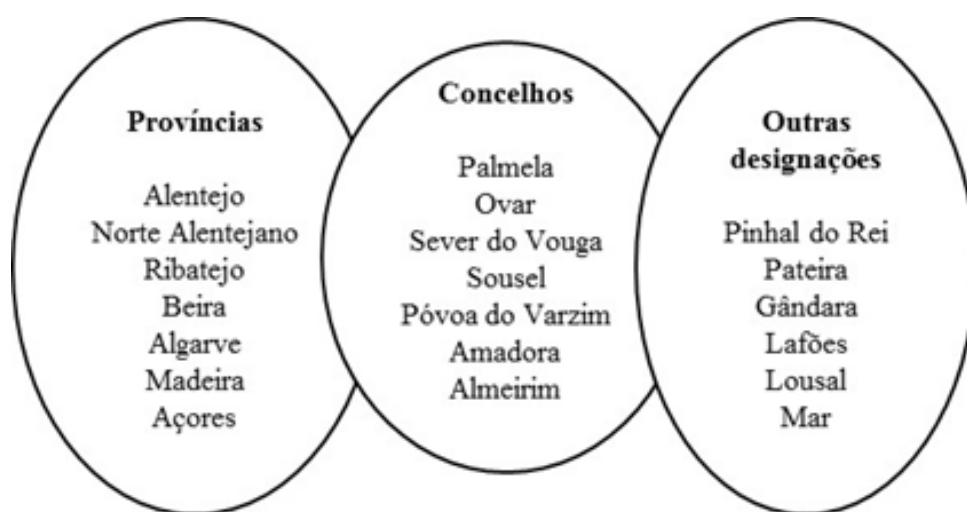 Províncias
Alentejo
Norte Alentejano
Ribatejo
Beira
Algarve
Madeira
Açores
Concelhos
Palmela
Ovar
Sever do Vouga
Sousel
Póvoa do Varzim
Amadora
Almeirim
Outras
designações
Pinhal do Rei
Pateira
Gândara
Lafões
Lousal
Mar